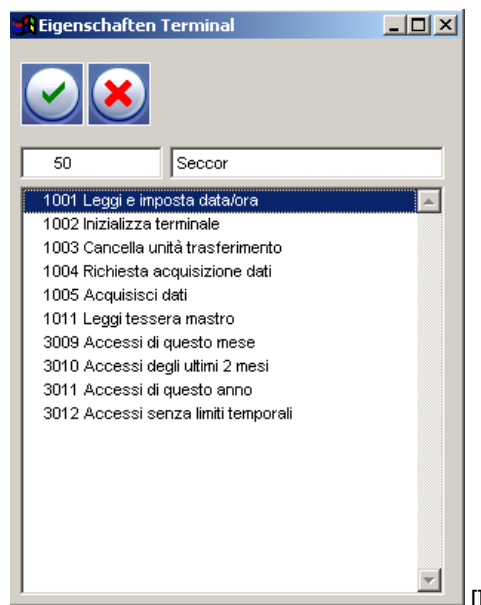 Eigenschaften Terminal
50 Seccor
1001 Leggi e imposta data/ora
1002 Inizializza terminale
1003 Cancella unità trasferimento
1004 Richiesta acquisizione dati
1005 Acquisisci dati
1011 Leggi tessera mastro
3009 Accessi di questo mese
3010 Accessi degli ultimi 2 mesi
3011 Accessi di questo anno
3012 Accessi senza limiti temporali